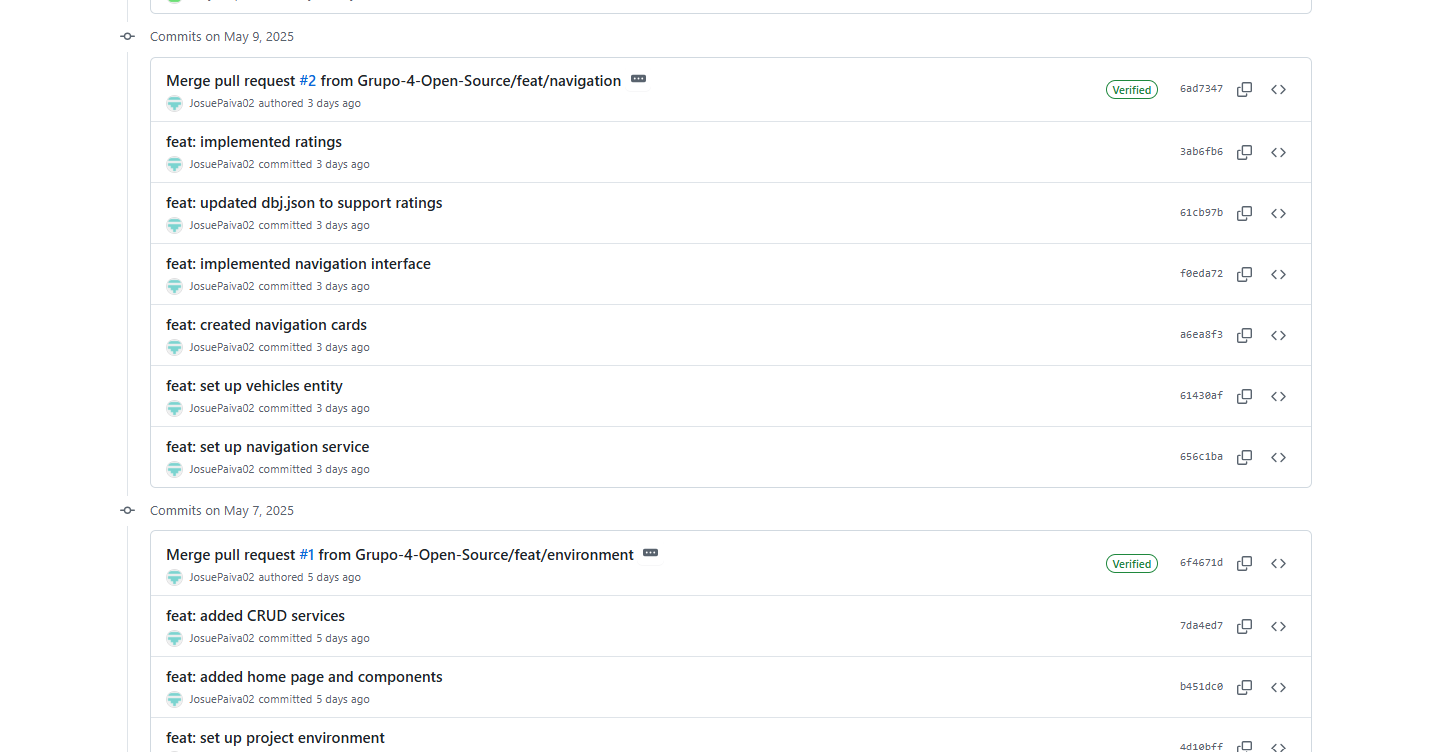 Commits on May 9, 2025
Merge pull request #2 from Grupo-4-Open-Source/feat/navigation
Verified
6ad7347
JosuePaiva02 authored 3 days ago
feat: implemented ratings
3ab6fb6
JosuePaiva02 committed 3 days ago
feat: updated dbj.json to support ratings
61cb97b
JosuePaiva02 committed 3 days ago
feat: implemented navigation interface
f0eda72
JosuePaiva02 committed 3 days ago
feat: created navigation cards
a6ea8f3
JosuePaiva02 committed 3 days ago
feat: set up vehicles entity
61430af
JosuePaiva02 committed 3 days ago
feat: set up navigation service
656c1ba
JosuePaiva02 committed 3 days ago
Commits on May 7, 2025
Merge pull request #1 from Grupo-4-Open-Source/feat/environment
Verified
6f4671d
JosuePaiva02 authored 5 days ago
feat: added CRUD services
7da4ed7
JosuePaiva02 committed 5 days ago
feat: added home page and components
b451dc0
JosuePaiva02 committed 5 days ago
feat: set up project environment
4d10bff